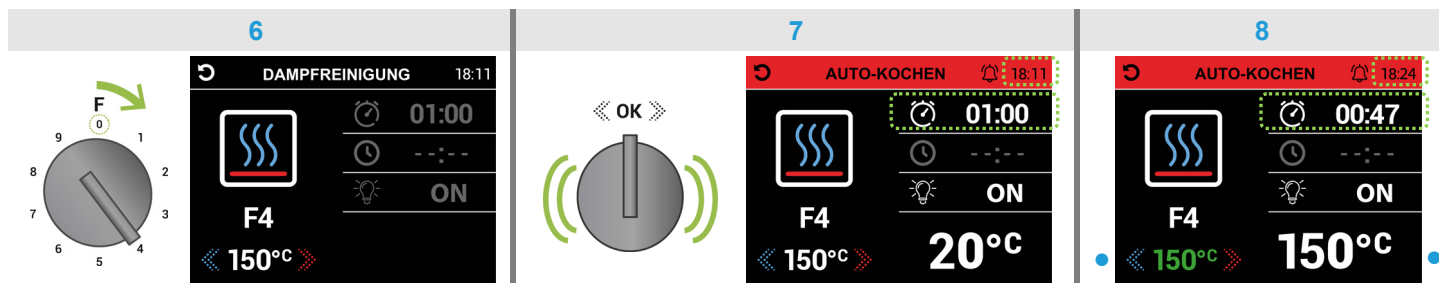 6
7
8
F
0
1
2
3
4
5
6
7
8
9
DAMPFREINIGUNG 18:11
01:00
--:--
ON
F4
150°C
OK
AUTO-KOCHEN 18:11
01:00
--:--
ON
F4
150°C
20°C
AUTO-KOCHEN 18:24
00:47
--:--
ON
F4
150°C
150°C